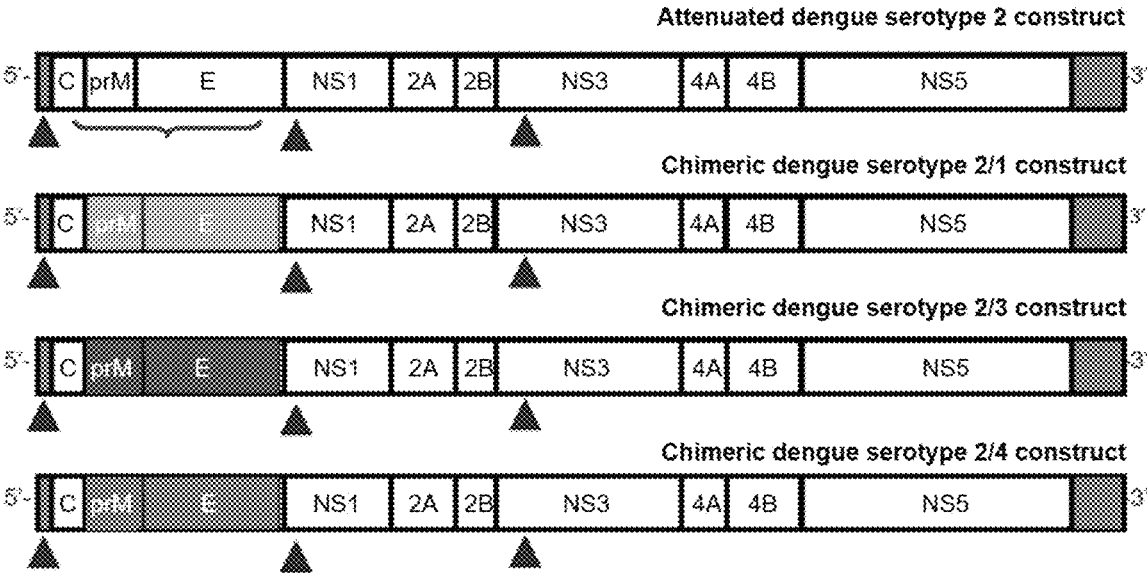 Attenuated dengue serotype 2 construct
5′- C prM E NS1 2A 2B NS3 4A 4B NS5 -3′
Chimeric dengue serotype 2/1 construct
5′- C prM E NS1 2A 2B NS3 4A 4B NS5 3′
Chimeric dengue serotype 2/3 construct
5′- C prM E NS1 2A 2B NS3 4A 4B NS5 -3′
Chimeric dengue serotype 2/4 construct
5′- C prM E NS1 2A 2B NS3 4A 4B NS5 -3′